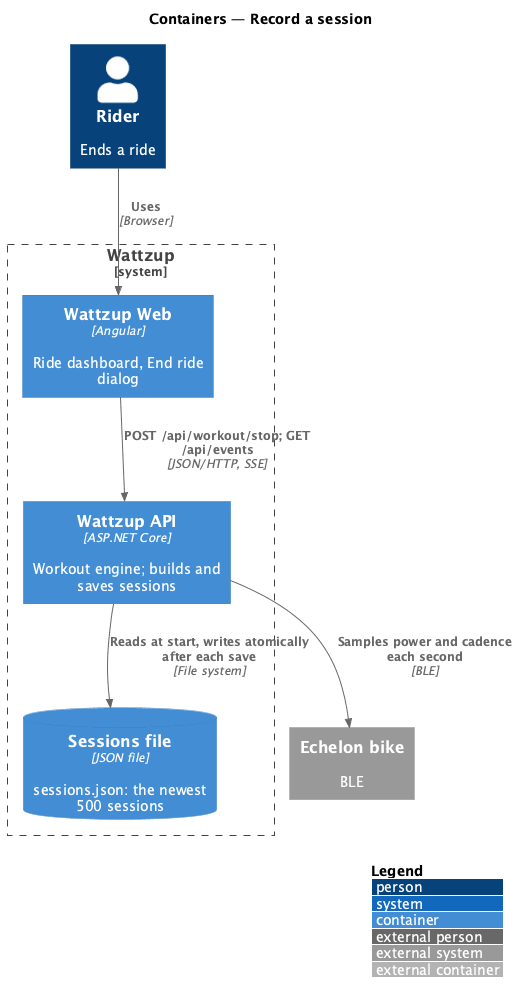 Containers — Record a session
Rider
Ends a ride
Uses
[Browser]
Wattzup
[system]
Wattzup Web
[Angular]
Ride dashboard, End ride
dialog
POST /api/workout/stop; GET
/api/events
[JSON/HTTP, SSE]
Wattzup API
[ASP.NET Core]
Workout engine; builds and
saves sessions
Reads at start, writes atomically
after each save
[File system]
Samples power and cadence
each second
[BLE]
Sessions file
[JSON file]
sessions.json: the newest
500 sessions
Echelon bike
BLE
Legend
person
system
container
external person
external system
external container